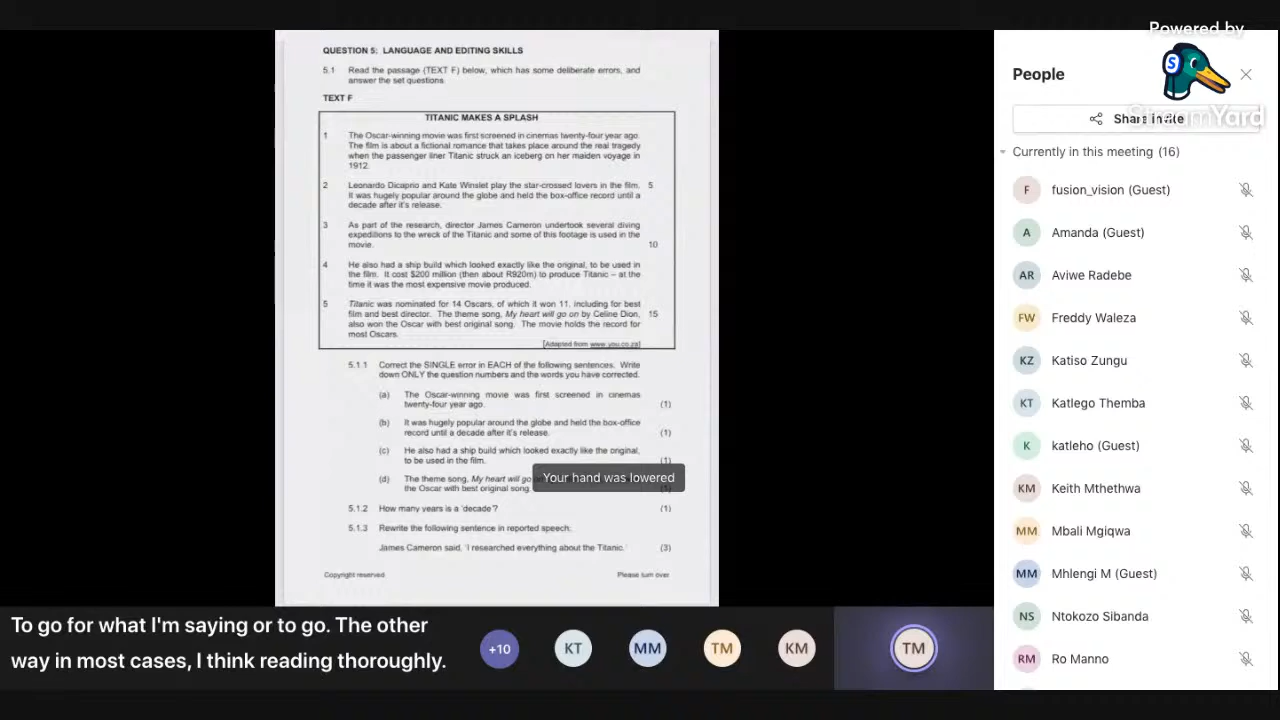 QUESTION 5: LANGUAGE AND EDITING SKILLS
5.1 Read the passage (TEXT F) below, which has some deliberate errors, and
answer the set questions.
TEXT F
TITANIC MAKES A SPLASH
1 The Oscar-winning movie was first screened in cinemas twenty-four year ago.
The film is about a fictional romance that takes place around the real tragedy
when the passenger liner Titanic struck an iceberg on her maiden voyage in
1912.
2 Leonardo Dicaprio and Kate Winslet play the star-crossed lovers in the film. 5
It was hugely popular around the globe and held the box-office record until a
decade after it's release.
3 As part of the research, director James Cameron undertook several diving
expeditions to the wreck of the Titanic and some of this footage is used in the
movie. 10
4 He also had a ship build which looked exactly like the original, to be used in
the film. It cost $200 million (then about R920m) to produce Titanic – at the
time it was the most expensive movie produced.
5 Titanic was nominated for 14 Oscars, of which it won 11, including for best
film and best director. The theme song, My heart will go on by Celine Dion, 15
also won the Oscar with best original song. The movie holds the record for
most Oscars.
[Adapted from www.you.co.za]
5.1.1 Correct the SINGLE error in EACH of the following sentences. Write
down ONLY the question numbers and the words you have corrected.
(a) The Oscar-winning movie was first screened in cinemas
twenty-four year ago. (1)
(b) It was hugely popular around the globe and held the box-office
record until a decade after it's release. (1)
(c) He also had a ship build which looked exactly like the original,
to be used in the film. (1)
(d) The theme song, My heart will go
the Oscar with best original song.
Your hand was lowered
5.1.2 How many years is a 'decade'? (1)
5.1.3 Rewrite the following sentence in reported speech:
James Cameron said, 'I researched everything about the Titanic.' (3)
Copyright reserved Please turn over
To go for what I'm saying or to go. The other
way in most cases, I think reading thoroughly.
+10 KT MM TM KM TM
Powered by
StreamYard
S
People
Share invite
Currently in this meeting (16)
F fusion_vision (Guest)
A Amanda (Guest)
AR Aviwe Radebe
FW Freddy Waleza
KZ Katiso Zungu
KT Katlego Themba
K katleho (Guest)
KM Keith Mthethwa
MM Mbali Mgiqwa
MM Mhlengi M (Guest)
NS Ntokozo Sibanda
RM Ro Manno